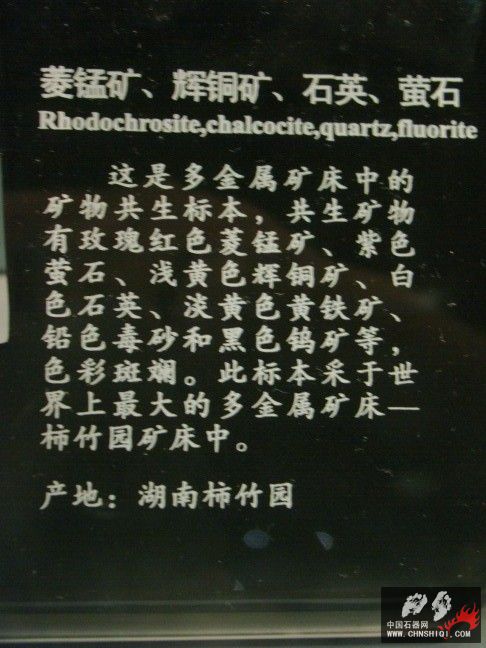 菱锰矿、辉铜矿、石英、萤石
Rhodochrosite,chalcocite,quartz,fluorite
这是多金属矿床中的
矿物共生标本，共生矿物
有玫瑰红色菱锰矿、紫色
萤石、浅黄色辉铜矿、白
色石英、淡黄色黄铁矿、
铅色毒砂和黑色钨矿等，
色彩斑斓。此标本采于世
界上最大的多金属矿床—
柿竹园矿床中。
产地：湖南柿竹园
中国石器网
WWW.CHNSHIQI.COM